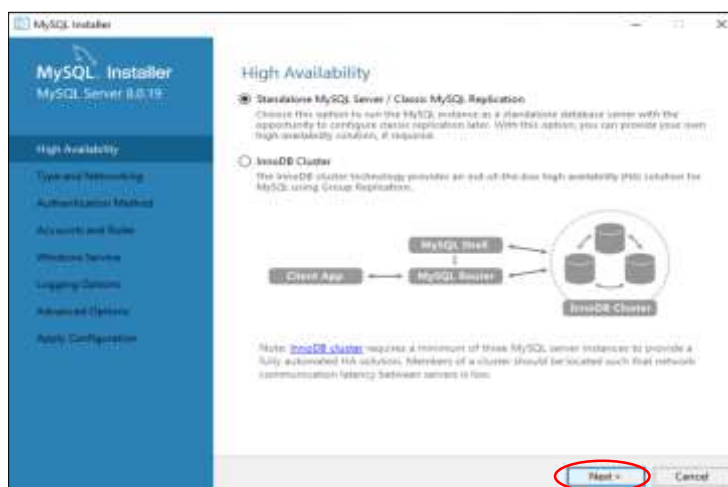 MySQL Installer
MySQL. Installer
MySQL Server 8.0.19
High Availability
Type and Networking
Authentication Method
Accounts and Roles
Windows Service
Logging Options
Advanced Options
Apply Configuration
High Availability
Standalone MySQL Server / Classic MySQL Replication
Choose this option to run the MySQL instance as a standalone database server with the
opportunity to configure classic replication later. With this option, you can provide your own
high-availability solution, if required.
InnoDB Cluster
The InnoDB cluster technology provides an out-of-the-box high availability (HA) solution for
MySQL using Group Replication.
MySQL Shell
Client App
MySQL Router
InnoDB Cluster
Note: InnoDB cluster requires a minimum of three MySQL server instances to provide a
fully automated HA solution. Members of a cluster should be located such that network
communication latency between servers is low.
Next >
Cancel